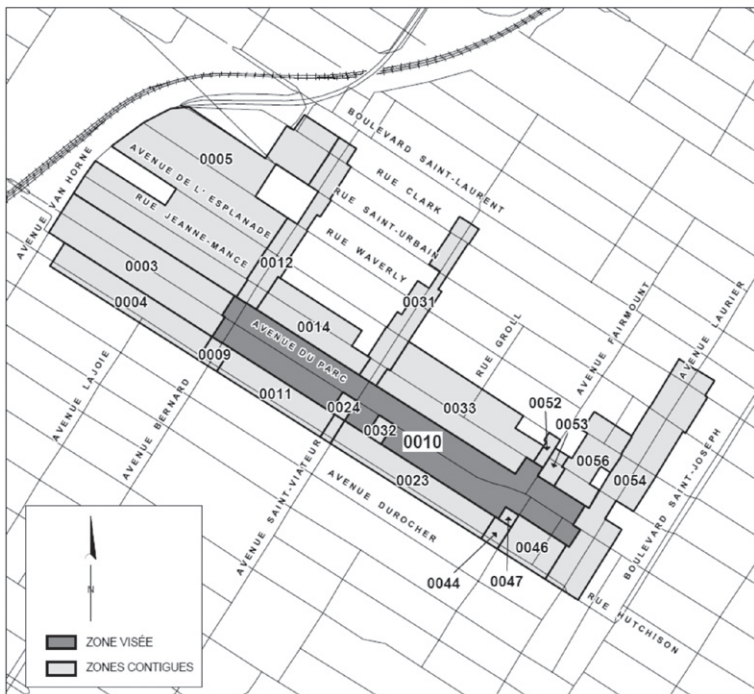 BOULEVARD SAINT-LAURENT
RUE CLARK
RUE SAINT-URBAIN
RUE WAVERLY
0005
AVENUE DE L' ESPLANADE
RUE JEANNE-MANCE
AVENUE VAN HORNE
0012
0003
0004
0031
0014
AVENUE DU PARC
RUE GROLL
AVENUE FAIRMOUNT
AVENUE LAURIER
0009
0011
0024
0032
0010
0033
0052
0053
0056
0054
0023
AVENUE LAJOIE
AVENUE BERNARD
AVENUE SAINT-VIATEUR
AVENUE DUROCHER
BOULEVARD SAINT-JOSEPH
0044
0047
0046
RUE HUTCHISON
N
ZONE VISÉE
ZONES CONTIGUES